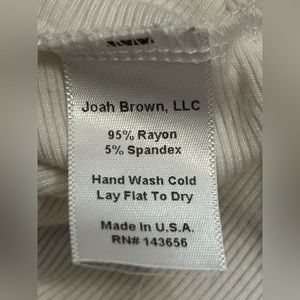 Joah Brown, LLC
95% Rayon
5% Spandex
Hand Wash Cold
Lay Flat To Dry
Made In U.S.A.
RN# 143656